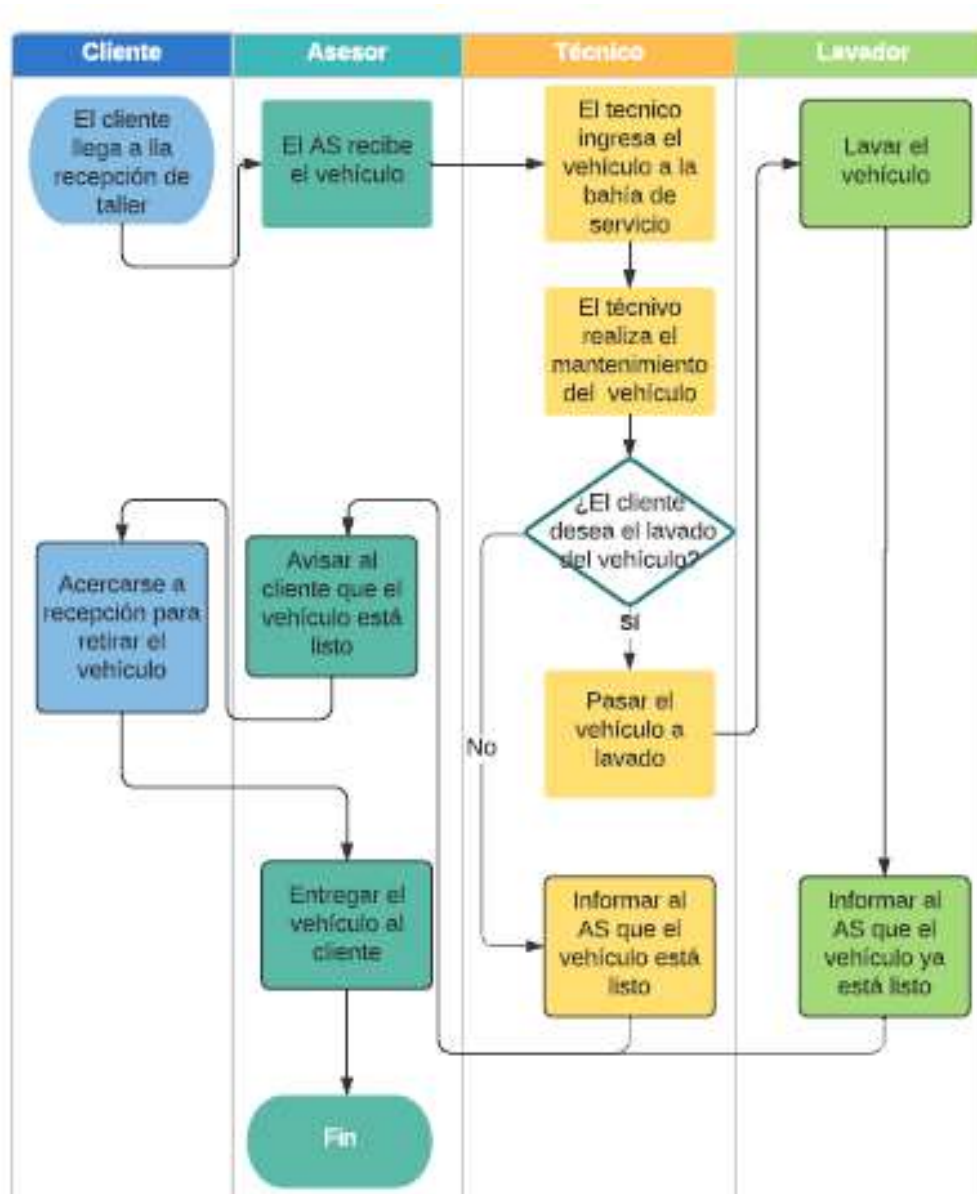 Cliente
Asesor
Técnico
Lavador
El cliente
llega a lla
recepción de
taller
El AS recibe
el vehículo
El tecnico
ingresa el
vehículo a la
bahía de
servicio
Lavar el
vehículo
El técnivo
realiza el
mantenimiento
del vehículo
¿El cliente
desea el lavado
del vehículo?
Acercarse a
recepción para
retirar el
vehículo
Avisar al
cliente que el
vehículo está
listo
Sí
Pasar el
vehículo a
lavado
No
Entregar el
vehículo al
cliente
Informar al
AS que el
vehículo está
listo
Informar al
AS que el
vehículo ya
está listo
Fin